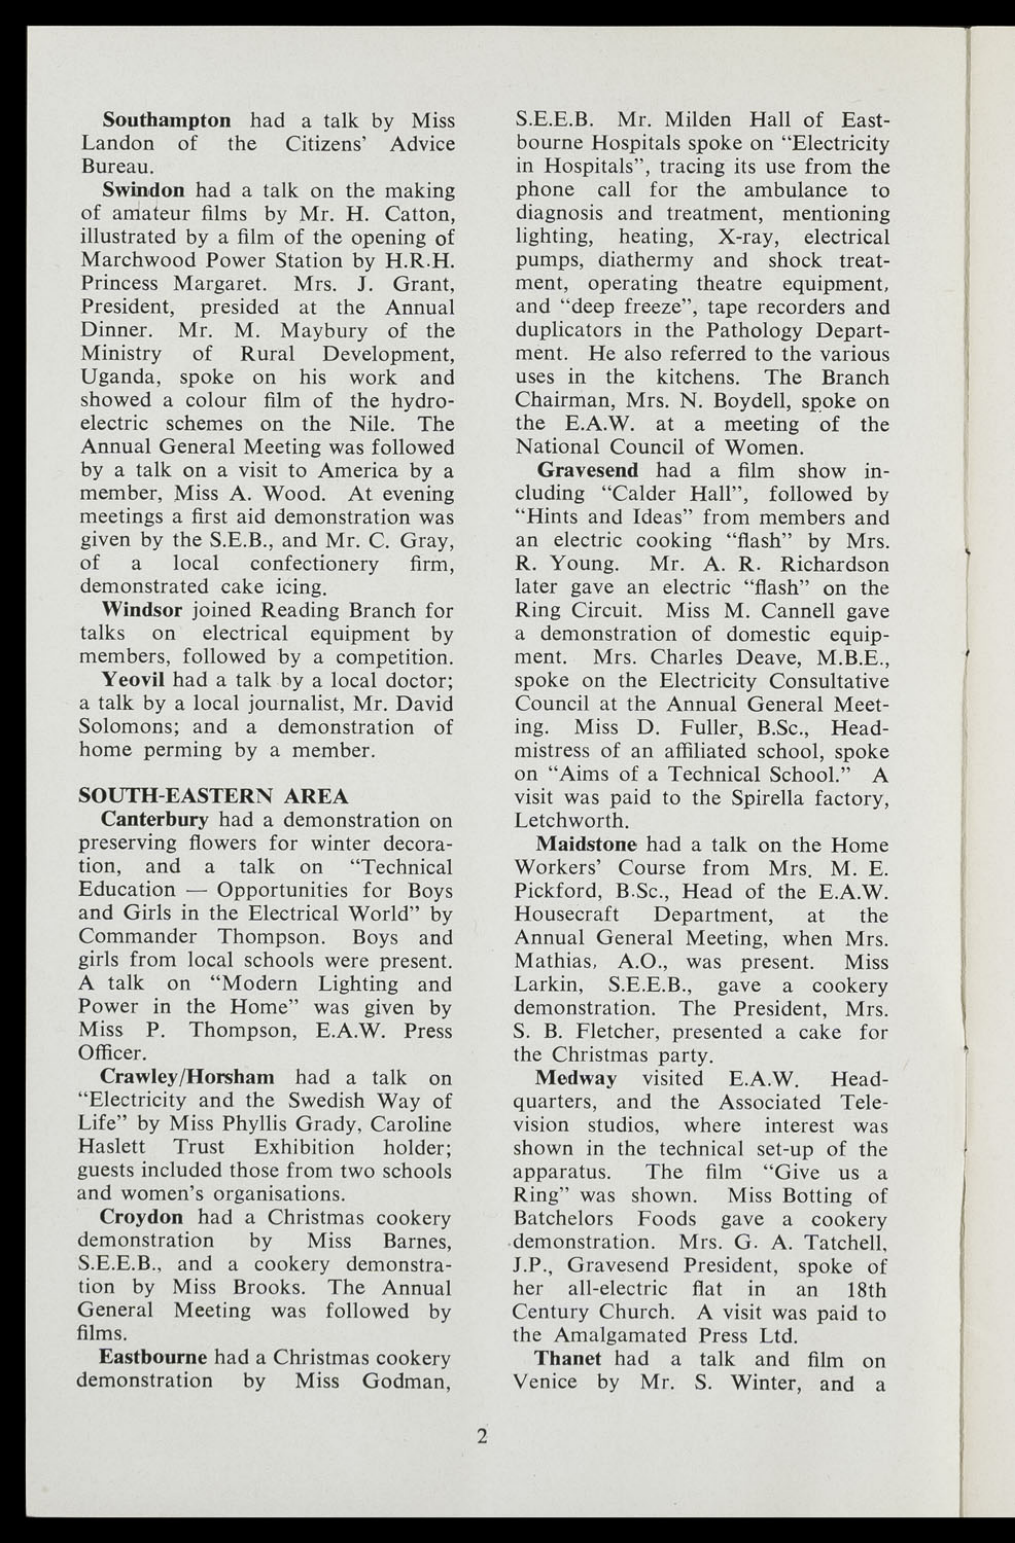 Southampton had a talk by Miss
Landon of the Citizens' Advice
Bureau.
Swindon had a talk on the making
of amateur films by Mr. H. Catton,
illustrated by a film of the opening of
Marchwood Power Station by H.R.H.
Princess Margaret. Mrs. J. Grant,
President, presided at the Annual
Dinner. Mr. M. Maybury of the
Ministry of Rural Development,
Uganda, spoke on his work and
showed a colour film of the hydro-
electric schemes on the Nile. The
Annual General Meeting was followed
by a talk on a visit to America by a
member, Miss A. Wood. At evening
meetings a first aid demonstration was
given by the S.E.B., and Mr. C. Gray,
of a local confectionery firm,
demonstrated cake icing.
Windsor joined Reading Branch for
talks on electrical equipment by
members, followed by a competition.
Yeovil had a talk by a local doctor;
a talk by a local journalist, Mr. David
Solomons; and a demonstration of
home perming by a member.
SOUTH-EASTERN AREA
Canterbury had a demonstration on
preserving flowers for winter decora-
tion, and a talk on “Technical
Education — Opportunities for Boys
and Girls in the Electrical World” by
Commander Thompson. Boys and
girls from local schools were present.
A talk on “Modern Lighting and
Power in the Home” was given by
Miss P. Thompson, E.A.W. Press
Officer.
Crawley/Horsham had a talk on
“Electricity and the Swedish Way of
Life” by Miss Phyllis Grady, Caroline
Haslett Trust Exhibition holder;
guests included those from two schools
and women's organisations.
Croydon had a Christmas cookery
demonstration by Miss Barnes,
S.E.E.B., and a cookery demonstra-
tion by Miss Brooks. The Annual
General Meeting was followed by
films.
Eastbourne had a Christmas cookery
demonstration by Miss Godman,
S.E.E.B. Mr. Milden Hall of East-
bourne Hospitals spoke on “Electricity
in Hospitals”, tracing its use from the
phone call for the ambulance to
diagnosis and treatment, mentioning
lighting, heating, X-ray, electrical
pumps, diathermy and shock treat-
ment, operating theatre equipment,
and “deep freeze”, tape recorders and
duplicators in the Pathology Depart-
ment. He also referred to the various
uses in the kitchens. The Branch
Chairman, Mrs. N. Boydell, spoke on
the E.A.W. at a meeting of the
National Council of Women.
Gravesend had a film show in-
cluding “Calder Hall”, followed by
“Hints and Ideas” from members and
an electric cooking “flash” by Mrs.
R. Young. Mr. A. R. Richardson
later gave an electric “flash” on the
Ring Circuit. Miss M. Cannell gave
a demonstration of domestic equip-
ment. Mrs. Charles Deave, M.B.E.,
spoke on the Electricity Consultative
Council at the Annual General Meet-
ing. Miss D. Fuller, B.Sc., Head-
mistress of an affiliated school, spoke
on “Aims of a Technical School.” A
visit was paid to the Spirella factory,
Letchworth.
Maidstone had a talk on the Home
Workers' Course from Mrs. M. E.
Pickford, B.Sc., Head of the E.A.W.
Housecraft Department, at the
Annual General Meeting, when Mrs.
Mathias, A.O., was present. Miss
Larkin, S.E.E.B., gave a cookery
demonstration. The President, Mrs.
S. B. Fletcher, presented a cake for
the Christmas party.
Medway visited E.A.W. Head-
quarters, and the Associated Tele-
vision studios, where interest was
shown in the technical set-up of the
apparatus. The film “Give us a
Ring” was shown. Miss Botting of
Batchelors Foods gave a cookery
demonstration. Mrs. G. A. Tatchell,
J.P., Gravesend President, spoke of
her all-electric flat in an 18th
Century Church. A visit was paid to
the Amalgamated Press Ltd.
Thanet had a talk and film on
Venice by Mr. S. Winter, and a
2